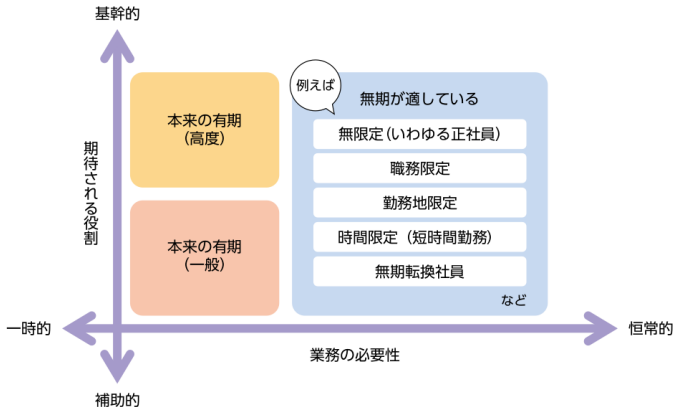 基幹的
期待される役割
本来の有期
（高度）
本来の有期
（一般）
例えば
無期が適している
無限定（いわゆる正社員）
職務限定
勤務地限定
時間限定（短時間勤務）
無期転換社員
など
一時的
恒常的
業務の必要性
補助的